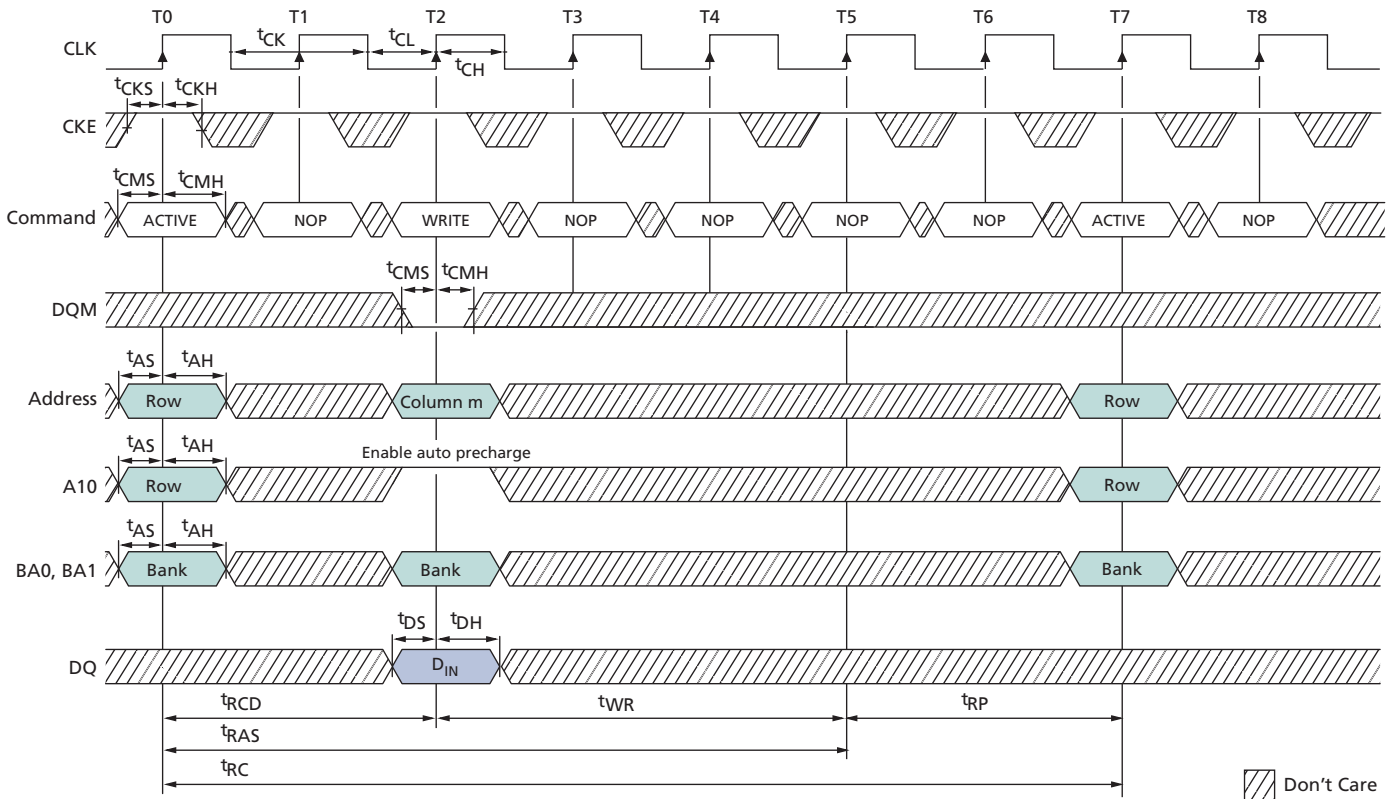 T0 T1 T2 T3 T4 T5 T6 T7 T8
CLK tCK tCL tCH
tCKS tCKH
CKE
tCMS tCMH
Command ACTIVE NOP WRITE NOP NOP NOP NOP ACTIVE NOP
tCMS tCMH
DQM
tAS tAH
Address Row Column m Row
tAS tAH Enable auto precharge
A10 Row Row
tAS tAH
BA0, BA1 Bank Bank Bank
tDS tDH
DQ DIN
tRCD tWR tRP
tRAS
tRC
Don't Care